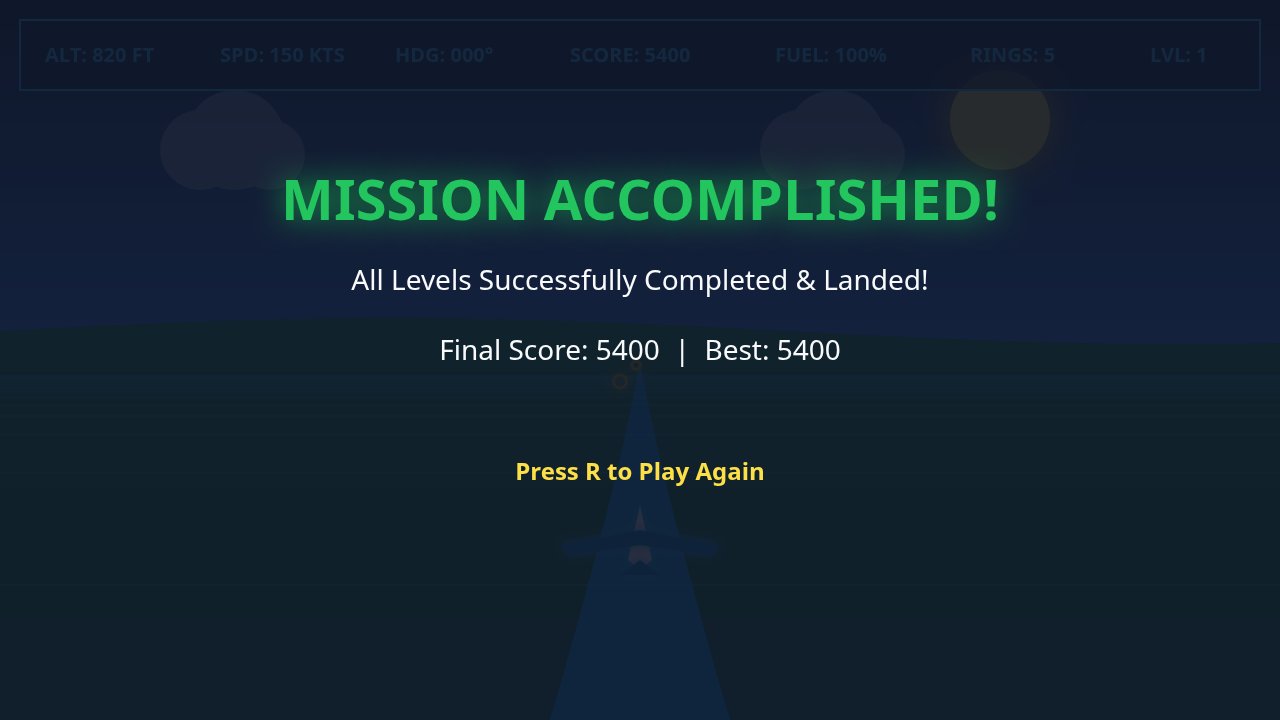 ALT: 820 FT SPD: 150 KTS HDG: 000° SCORE: 5400 FUEL: 100% RINGS: 5 LVL: 1
MISSION ACCOMPLISHED!
All Levels Successfully Completed & Landed!
Final Score: 5400 | Best: 5400
Press R to Play Again